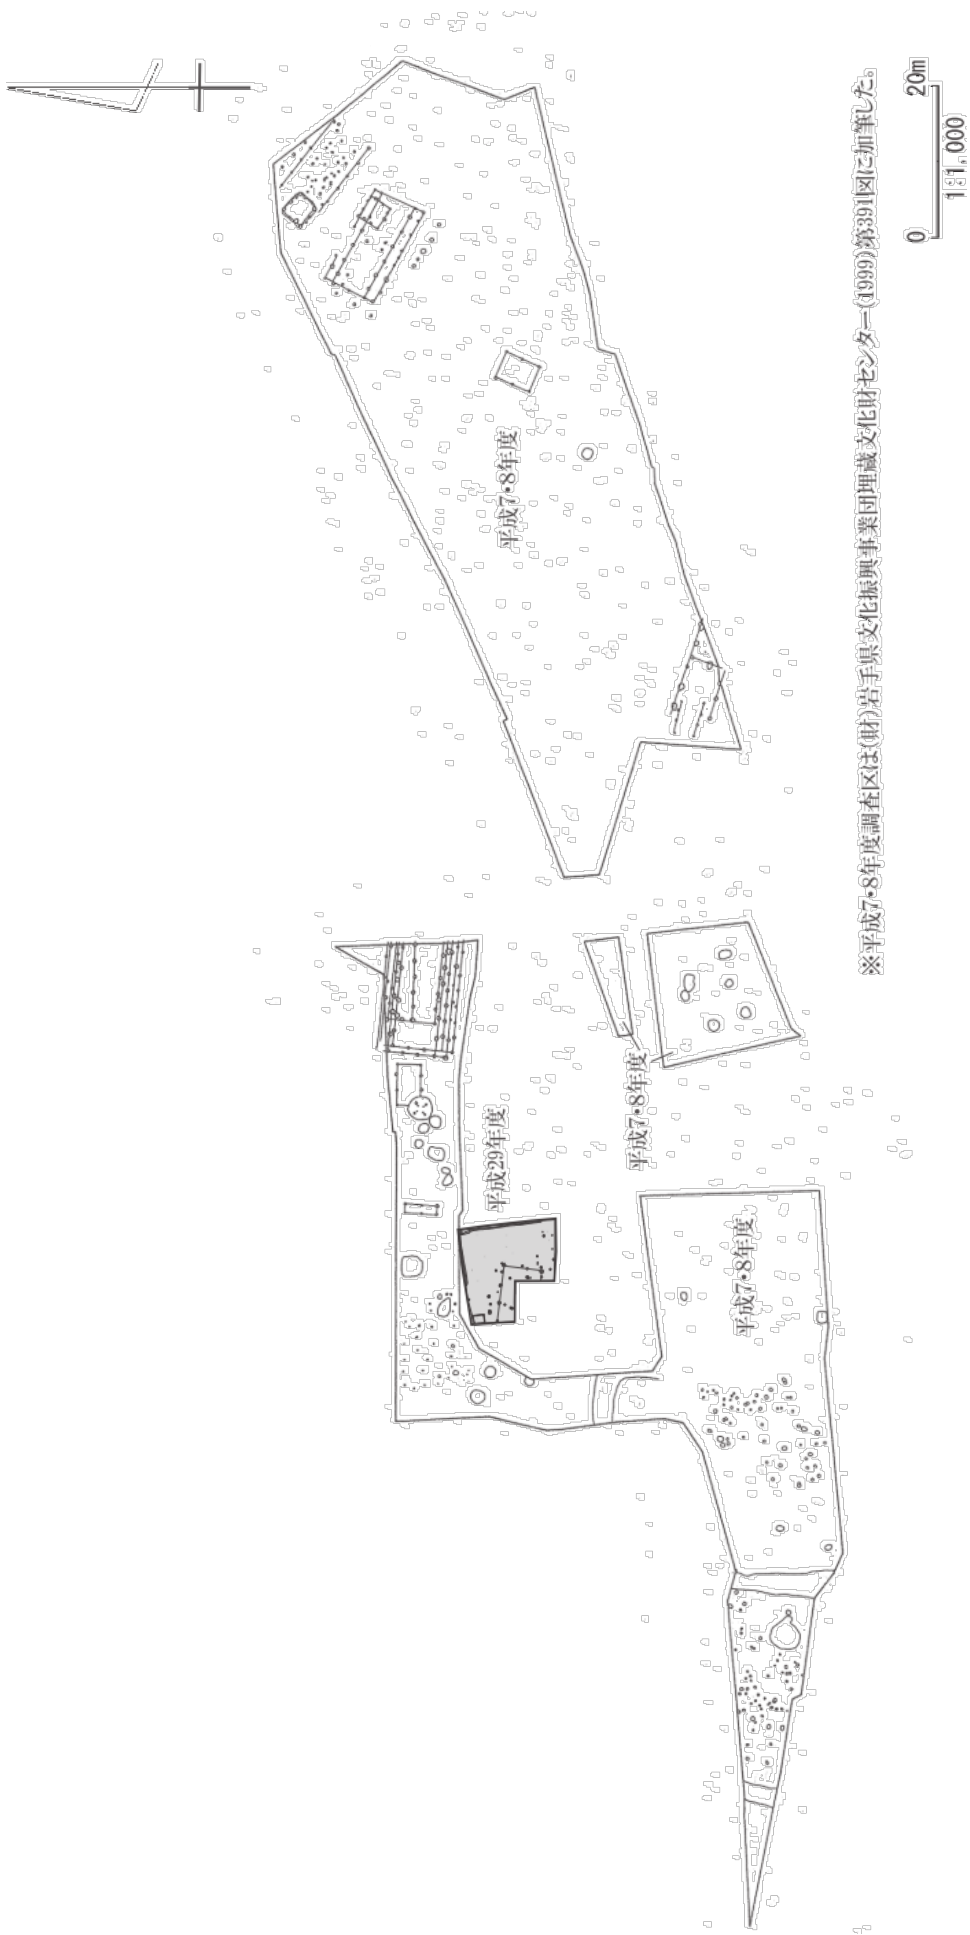 平成7・8年度
平成29年度
平成7・8年度
平成7・8年度
※平成7・8年度調査区は(財)岩手県文化振興事業団埋蔵文化財センター(1999)第391図に加筆した。
0 20m
1:1,000